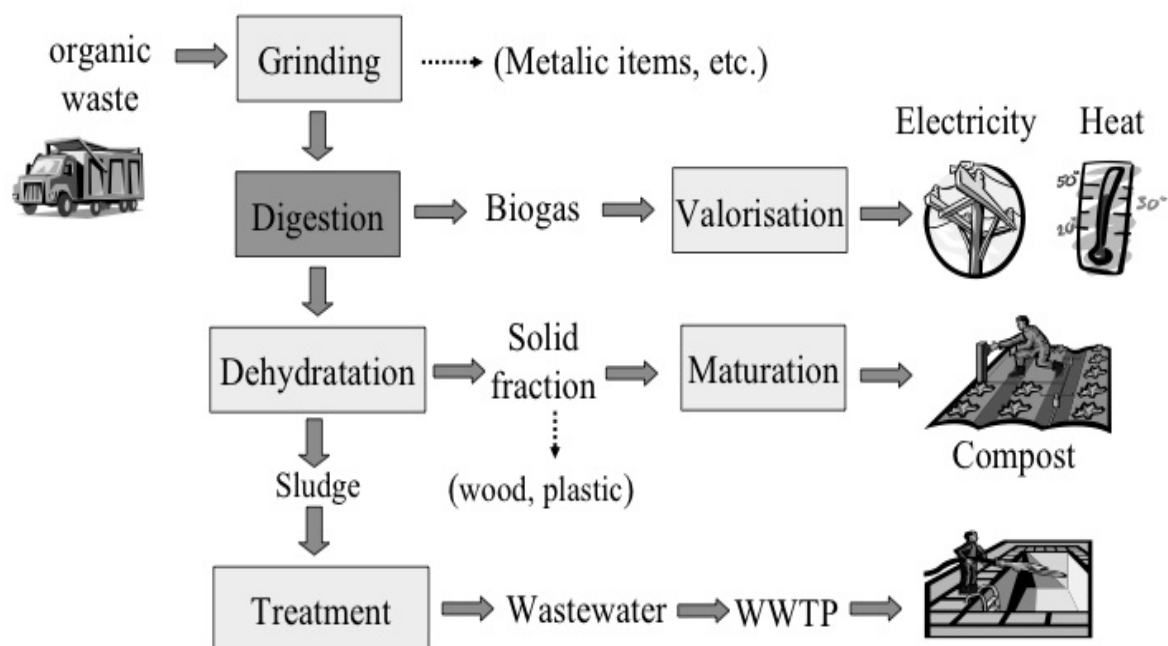 organic
waste
Grinding
(Metalic items, etc.)
Electricity
Heat
50°
30°
20°
Digestion
Biogas
Valorisation
Dehydratation
Solid
fraction
Maturation
Compost
Sludge
(wood, plastic)
Treatment
Wastewater
WWTP